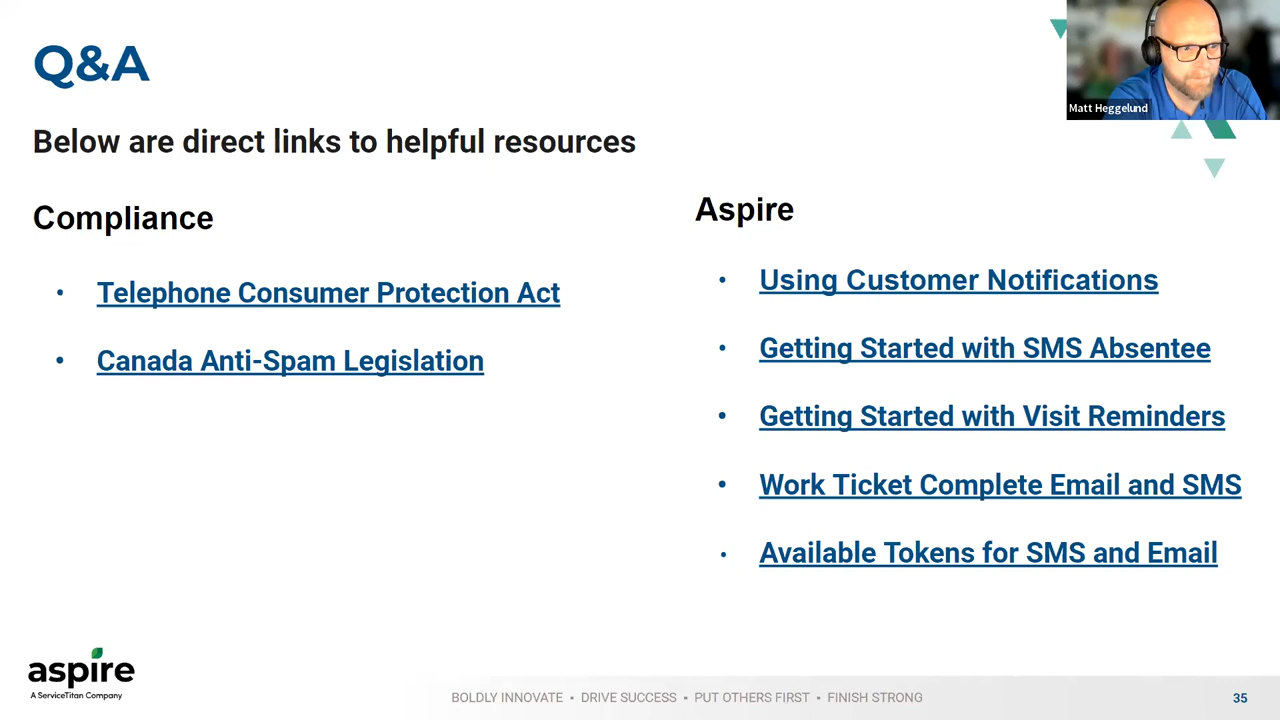 Q&A
Matt Heggelund
Below are direct links to helpful resources
Compliance
• Telephone Consumer Protection Act
• Canada Anti-Spam Legislation
Aspire
• Using Customer Notifications
• Getting Started with SMS Absentee
• Getting Started with Visit Reminders
• Work Ticket Complete Email and SMS
• Available Tokens for SMS and Email
aspire
A ServiceTitan Company
BOLDLY INNOVATE • DRIVE SUCCESS • PUT OTHERS FIRST • FINISH STRONG
35